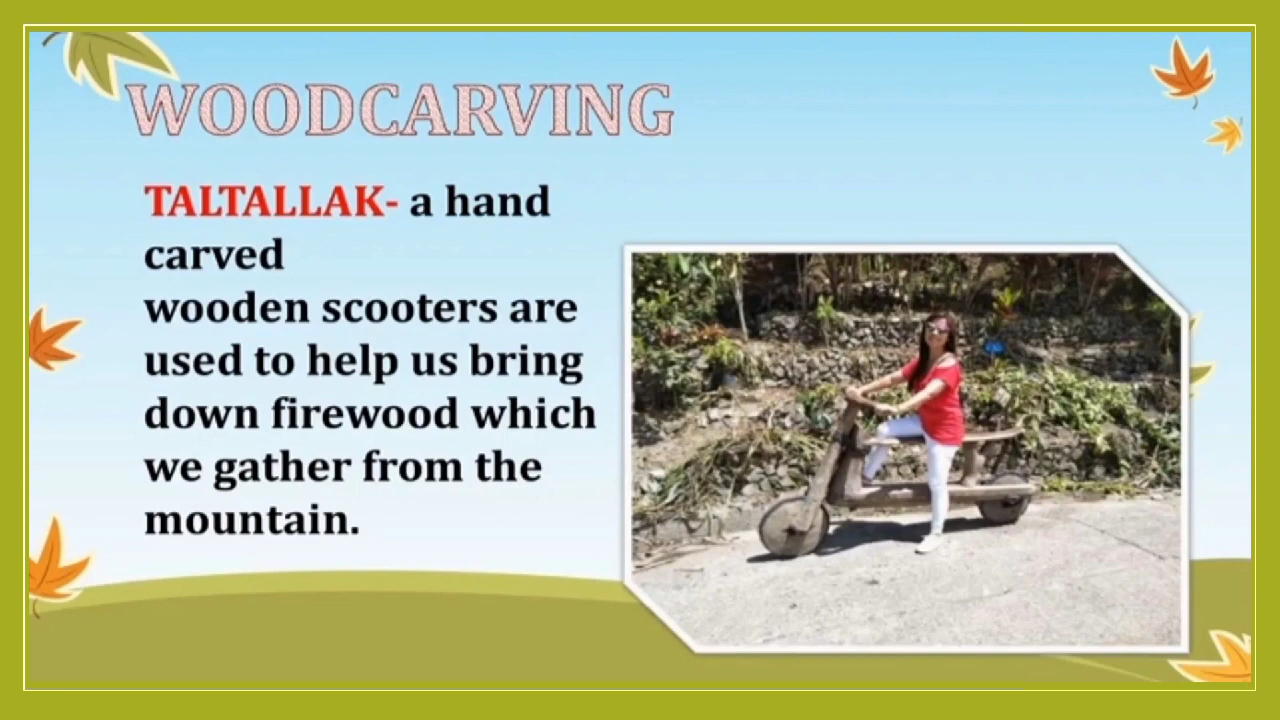 WOODCARVING
TALTALLAK- a hand
carved
wooden scooters are
used to help us bring
down firewood which
we gather from the
mountain.